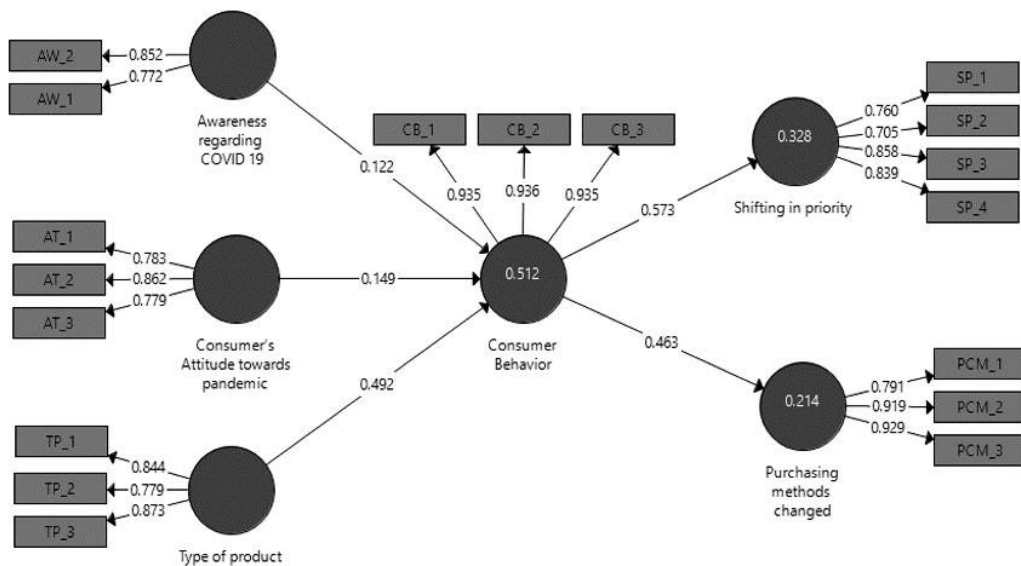 AW_2
0.852
AW_1
0.772
Awareness
regarding
COVID 19
0.122
AT_1
0.783
AT_2
0.862
AT_3
0.779
Consumer's
Attitude towards
pandemic
0.149
TP_1
0.844
TP_2
0.779
TP_3
0.873
Type of product
0.492
CB_1
CB_2
CB_3
0.935
0.936
0.935
0.512
Consumer
Behavior
0.573
0.463
0.328
Shifting in priority
0.760
SP_1
0.705
SP_2
0.858
SP_3
0.839
SP_4
0.214
Purchasing
methods
changed
0.791
PCM_1
0.919
PCM_2
0.929
PCM_3